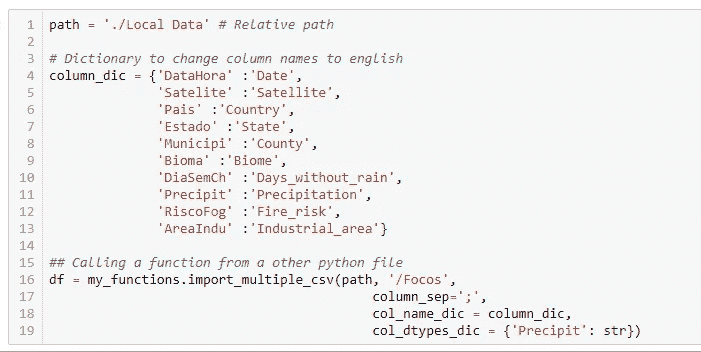 1 path = './Local Data' # Relative path
2
3 # Dictionary to change column names to english
4 column_dic = {'DataHora' :'Date',
5 'Satelite' :'Satellite',
6 'Pais' :'Country',
7 'Estado' :'State',
8 'Municipi' :'County',
9 'Bioma' :'Biome',
10 'DiaSemCh' :'Days_without_rain',
11 'Precipit' :'Precipitation',
12 'RiscoFog' :'Fire_risk',
13 'AreaIndu' :'Industrial_area'}
14
15 ## Calling a function from a other python file
16 df = my_functions.import_multiple_csv(path, '/Focos',
17 column_sep=';',
18 col_name_dic = column_dic,
19 col_dtypes_dic = {'Precipit': str})